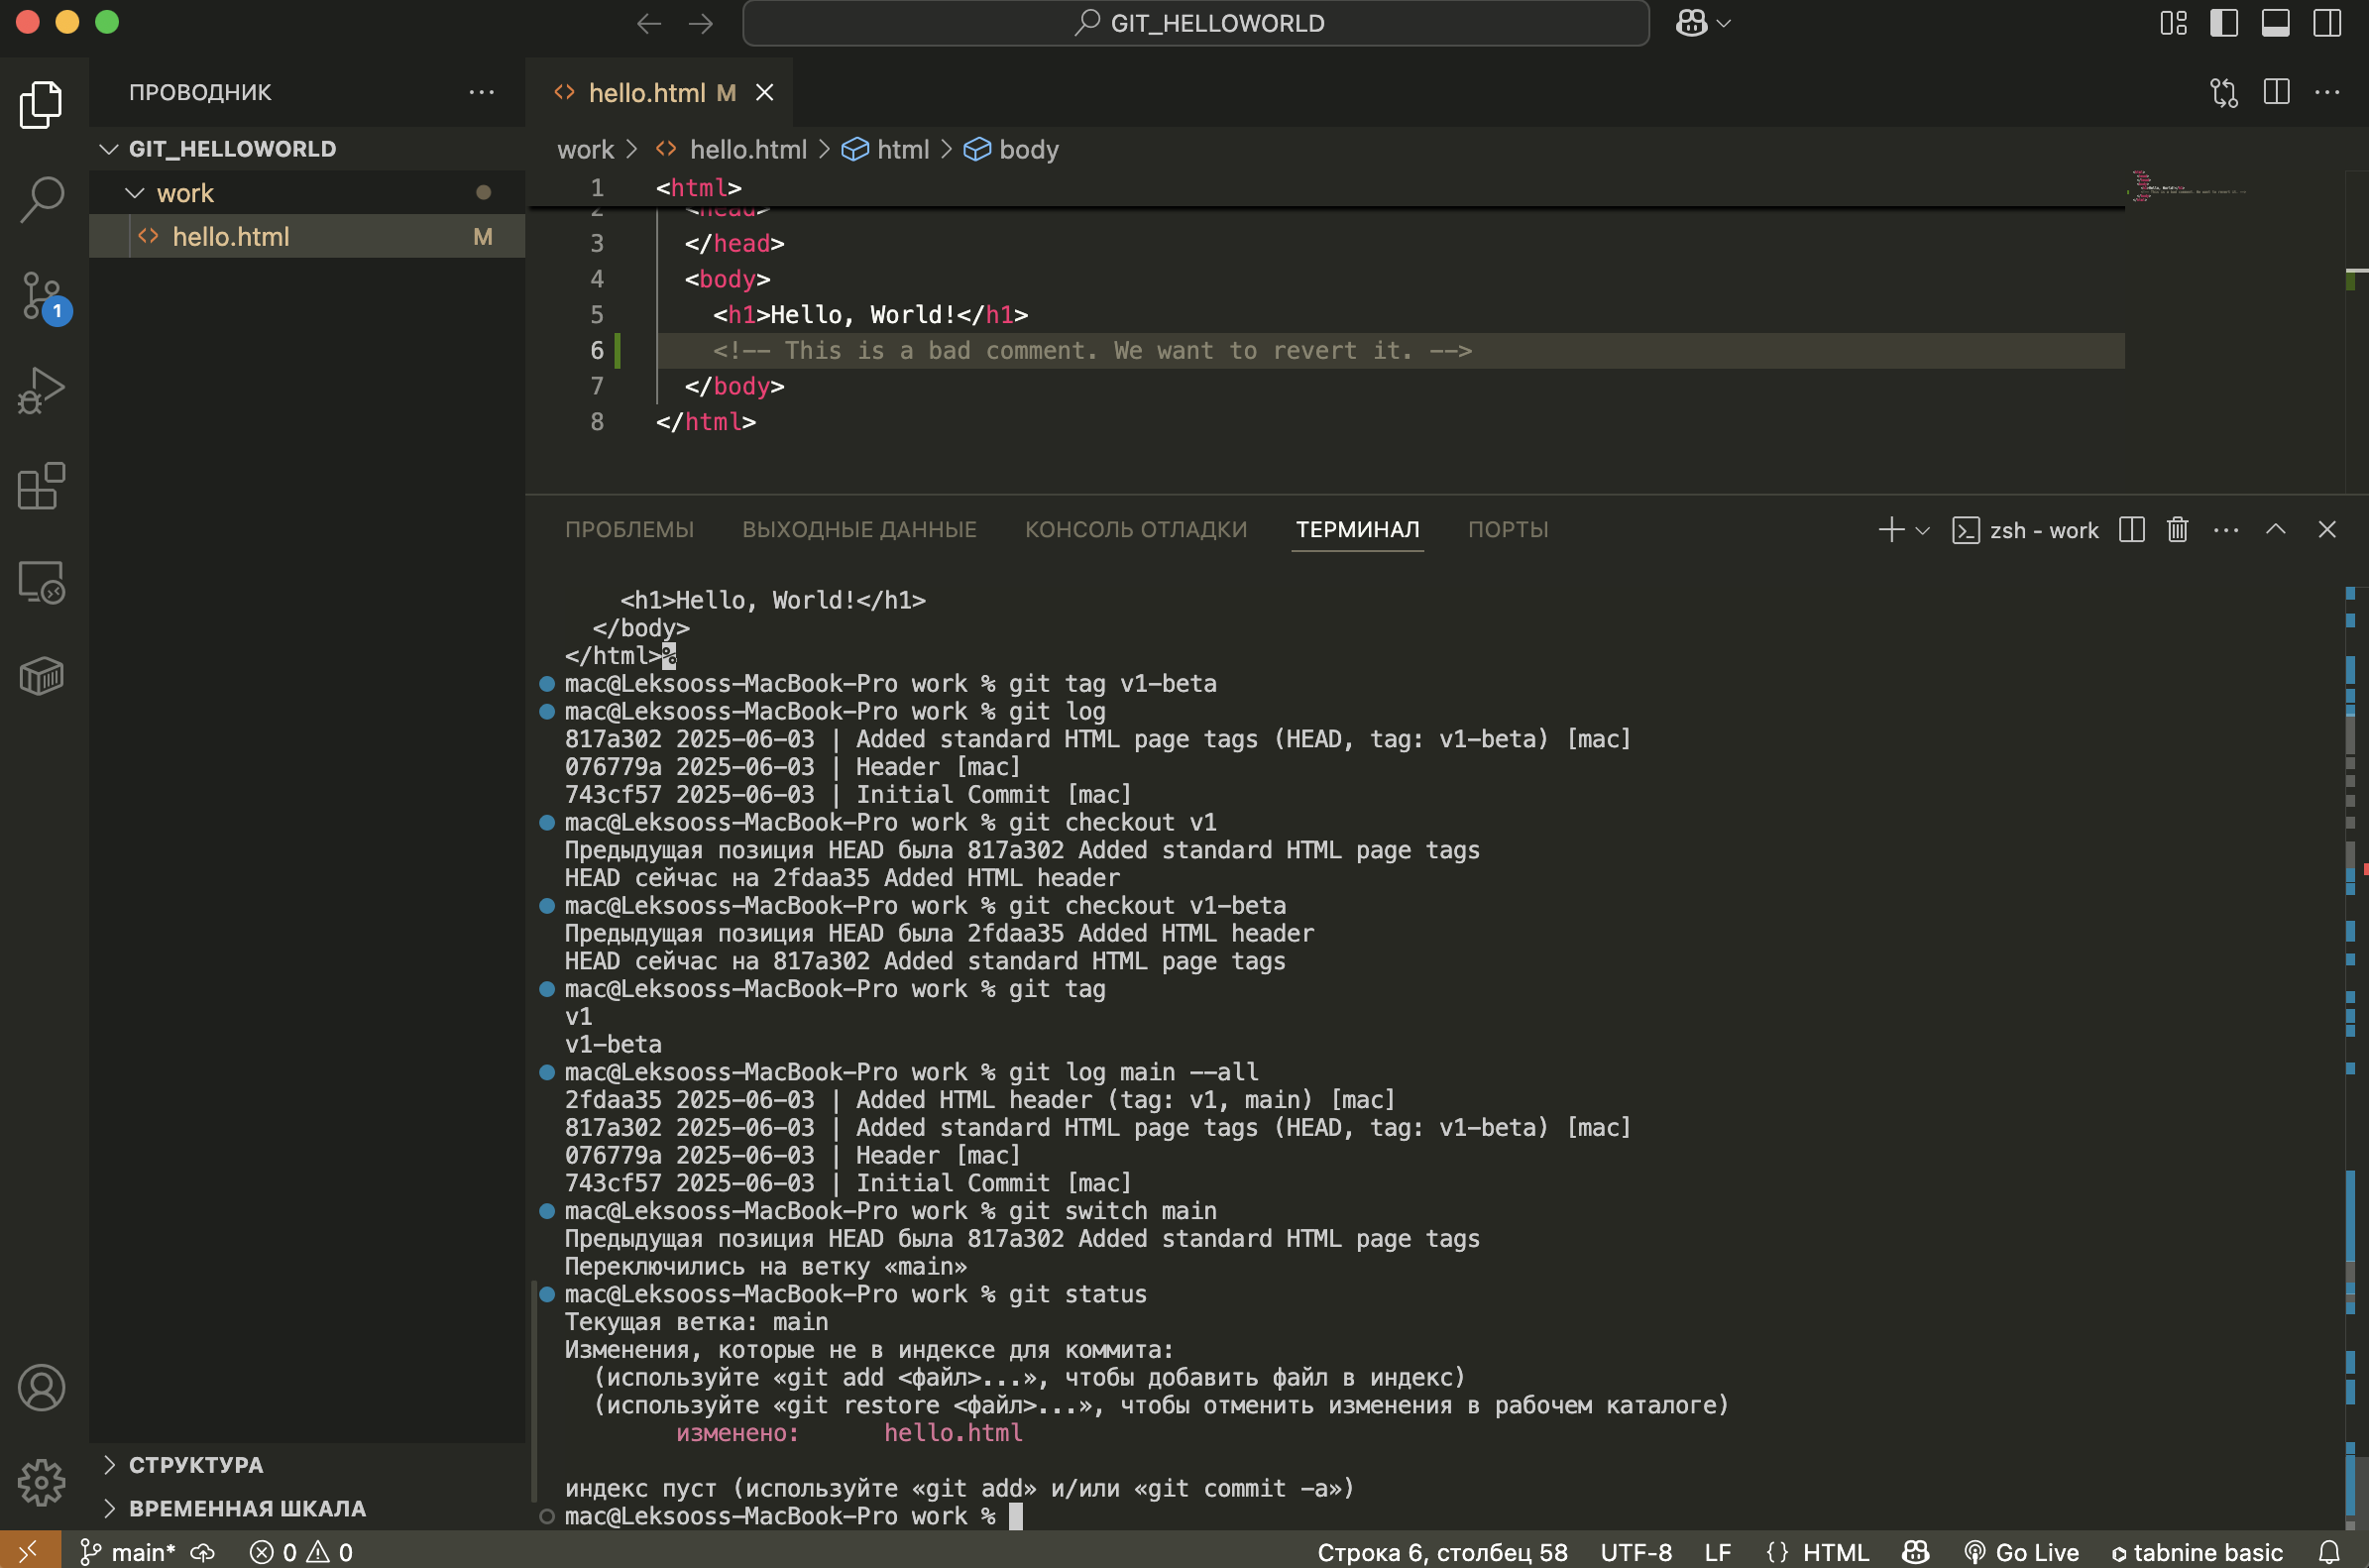 GIT_HELLOWORLD
ПРОВОДНИК
hello.html M
GIT_HELLOWORLD
work
hello.html M
1
work > hello.html > html > body
1 <html>
2 <head>
3 </head>
4 <body>
5 <h1>Hello, World!</h1>
6 <!-- This is a bad comment. We want to revert it. -->
7 </body>
8 </html>
ПРОБЛЕМЫ ВЫХОДНЫЕ ДАННЫЕ КОНСОЛЬ ОТЛАДКИ ТЕРМИНАЛ ПОРТЫ
zsh - work
<h1>Hello, World!</h1>
</body>
</html>%
mac@Leksooss-MacBook-Pro work % git tag v1-beta
mac@Leksooss-MacBook-Pro work % git log
817a302 2025-06-03 | Added standard HTML page tags (HEAD, tag: v1-beta) [mac]
076779a 2025-06-03 | Header [mac]
743cf57 2025-06-03 | Initial Commit [mac]
mac@Leksooss-MacBook-Pro work % git checkout v1
Предыдущая позиция HEAD была 817a302 Added standard HTML page tags
HEAD сейчас на 2fdaa35 Added HTML header
mac@Leksooss-MacBook-Pro work % git checkout v1-beta
Предыдущая позиция HEAD была 2fdaa35 Added HTML header
HEAD сейчас на 817a302 Added standard HTML page tags
mac@Leksooss-MacBook-Pro work % git tag
v1
v1-beta
mac@Leksooss-MacBook-Pro work % git log main --all
2fdaa35 2025-06-03 | Added HTML header (tag: v1, main) [mac]
817a302 2025-06-03 | Added standard HTML page tags (HEAD, tag: v1-beta) [mac]
076779a 2025-06-03 | Header [mac]
743cf57 2025-06-03 | Initial Commit [mac]
mac@Leksooss-MacBook-Pro work % git switch main
Предыдущая позиция HEAD была 817a302 Added standard HTML page tags
Переключились на ветку «main»
mac@Leksooss-MacBook-Pro work % git status
Текущая ветка: main
Изменения, которые не в индексе для коммита:
(используйте «git add <файл>...», чтобы добавить файл в индекс)
(используйте «git restore <файл>...», чтобы отменить изменения в рабочем каталоге)
изменено: hello.html
индекс пуст (используйте «git add» и/или «git commit -a»)
mac@Leksooss-MacBook-Pro work %
СТРУКТУРА
ВРЕМЕННАЯ ШКАЛА
main* 0 0 Строка 6, столбец 58 UTF-8 LF {} HTML Go Live tabnine basic